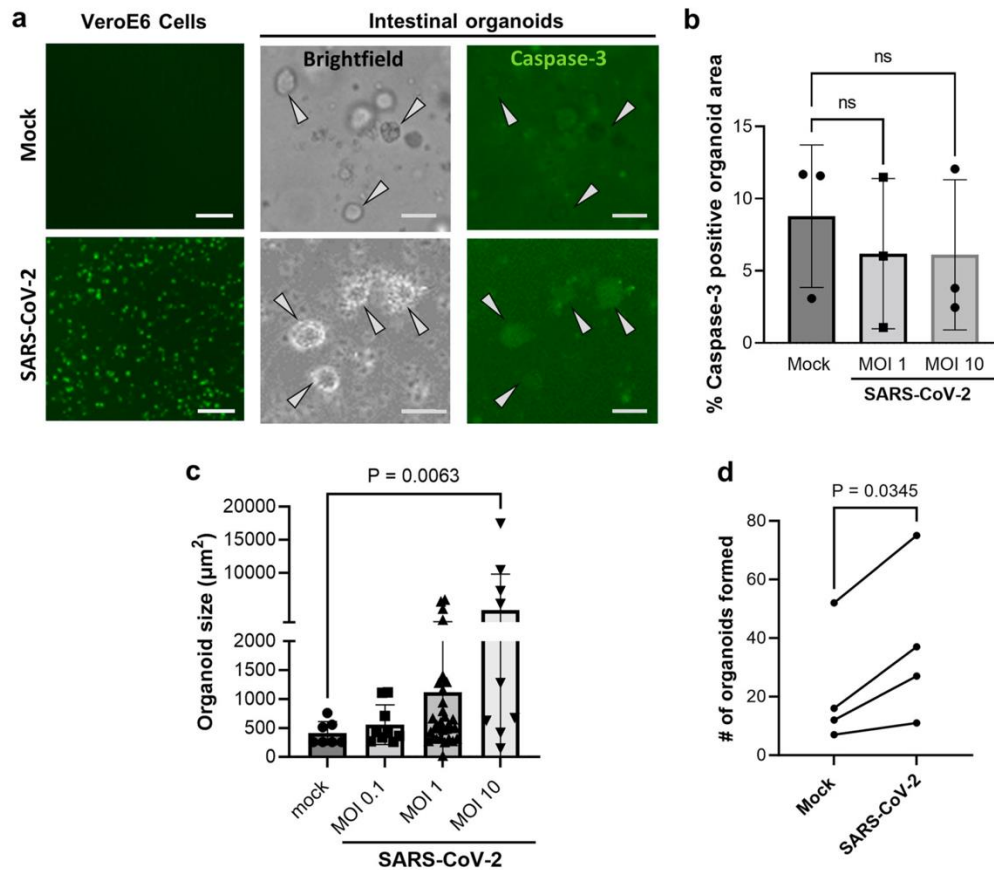 a
VeroE6 Cells
Intestinal organoids
Brightfield
Caspase-3
Mock
SARS-CoV-2
b
ns
ns
% Caspase-3 positive organoid area
15
10
5
0
Mock
MOI 1
MOI 10
SARS-CoV-2
c
P = 0.0063
Organoid size (µm²)
20000
15000
10000
2000
1500
1000
500
0
mock
MOI 0.1
MOI 1
MOI 10
SARS-CoV-2
d
P = 0.0345
# of organoids formed
80
60
40
20
0
Mock
SARS-CoV-2